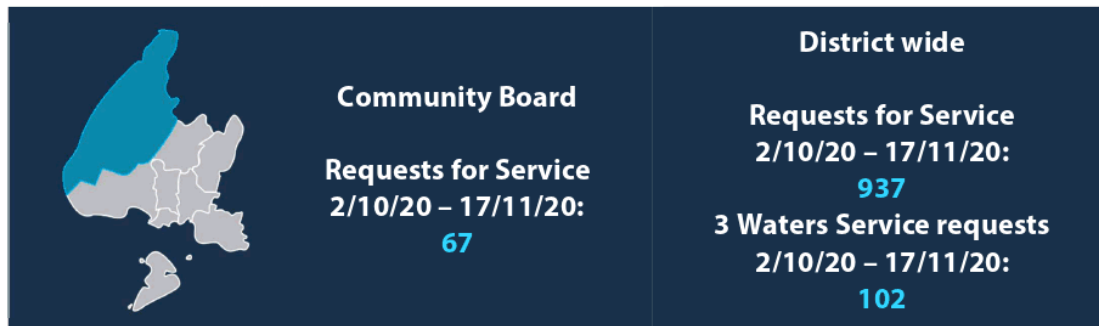 Community Board
Requests for Service
2/10/20 – 17/11/20:
67
District wide
Requests for Service
2/10/20 – 17/11/20:
937
3 Waters Service requests
2/10/20 – 17/11/20:
102